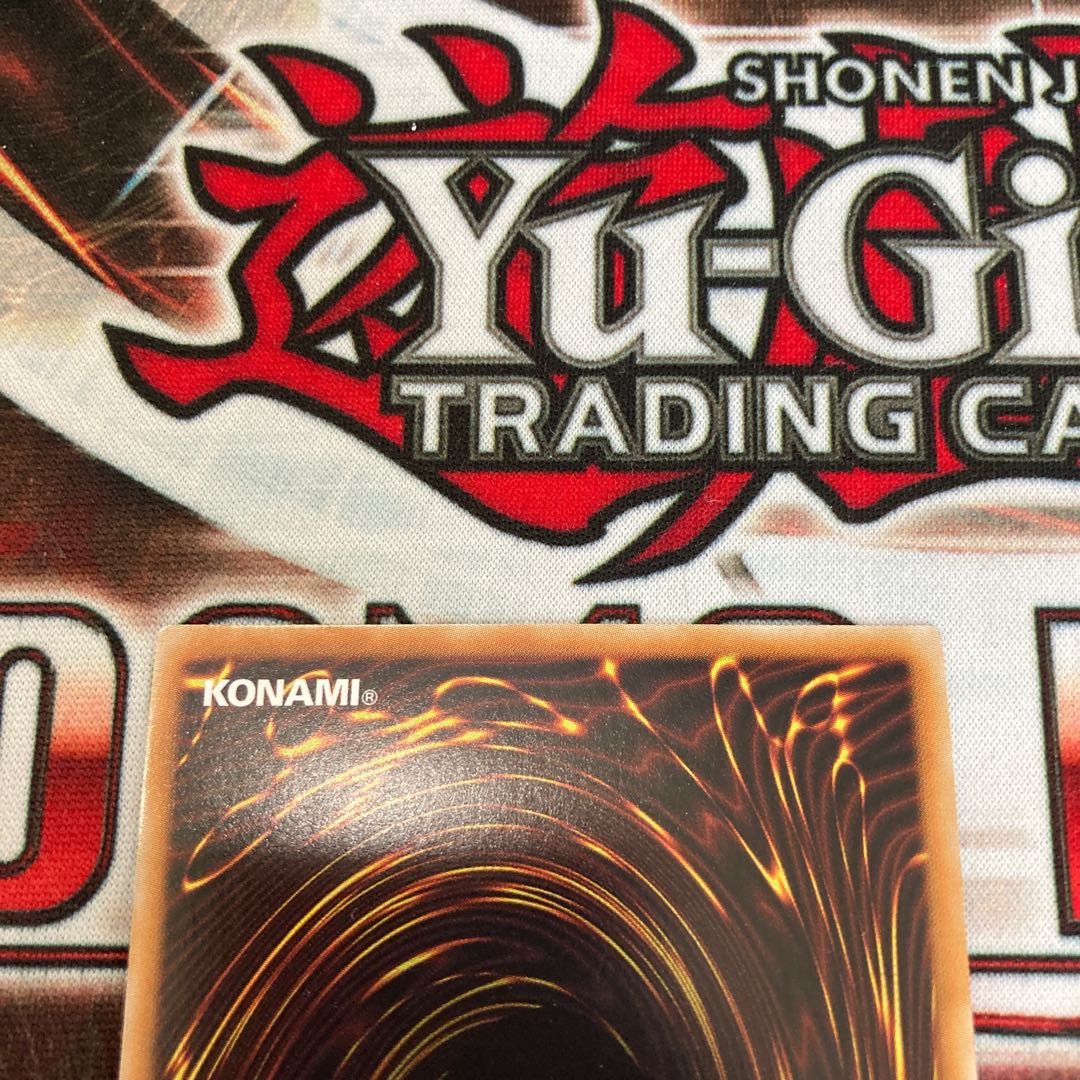 SHONEN J
Yu-Gi
TRADING CA
KONAMI®